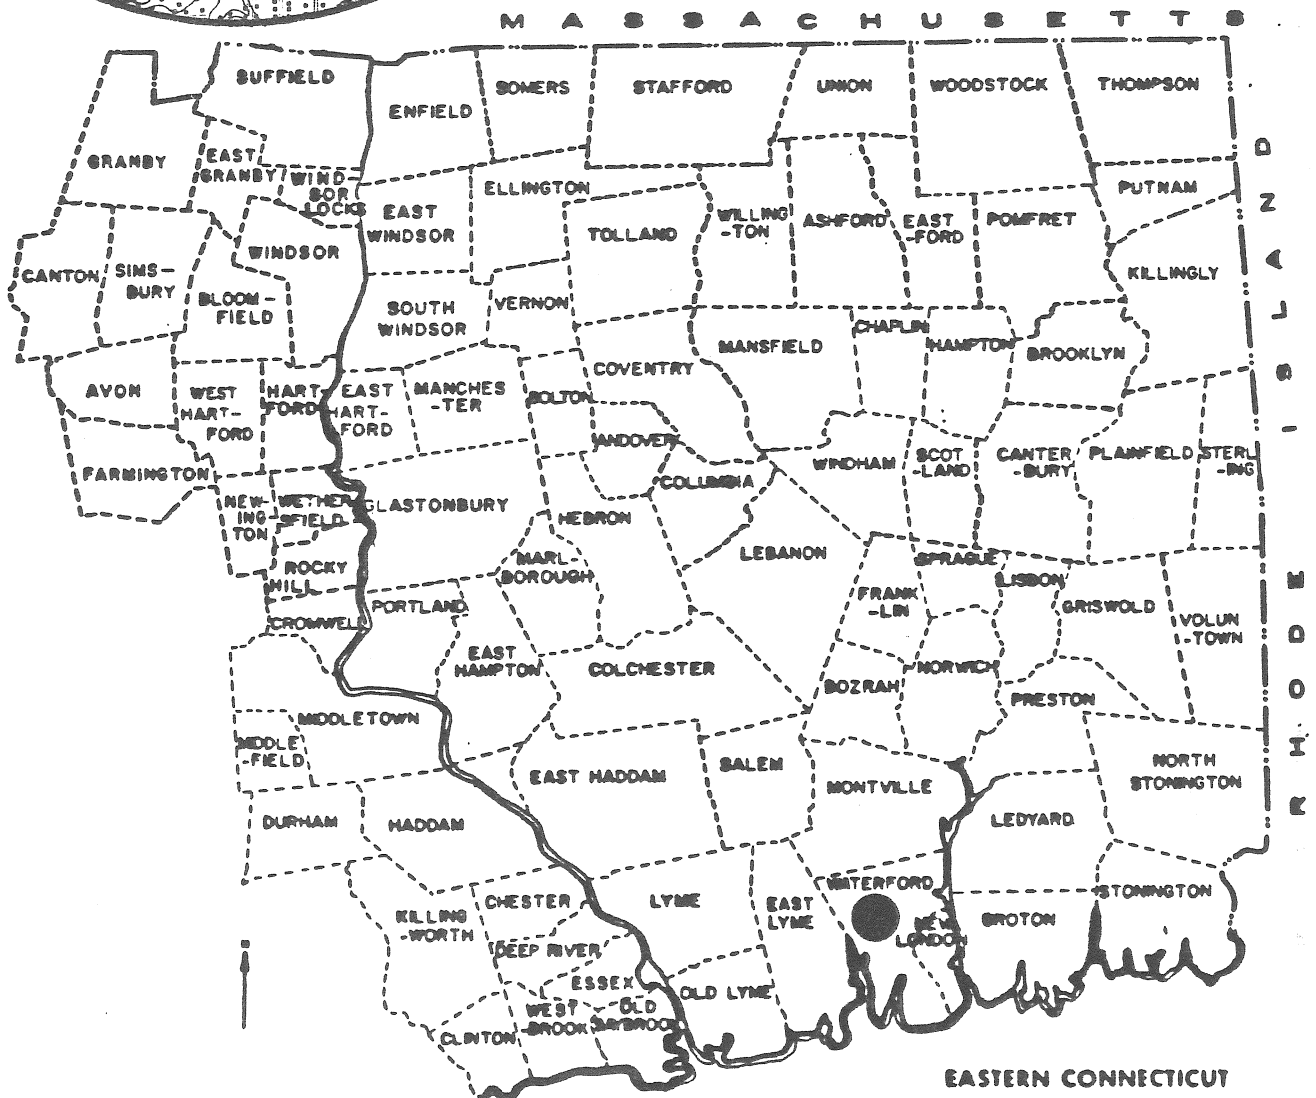 MASSACHUSETTS
SUFFIELD
SOMERS
STAFFORD
UNION
WOODSTOCK
THOMPSON
ENFIELD
GRANBY
EAST
GRANBY
WIND-
SOR
LOCKS
ELLINGTON
PUTNAM
EAST
WINDSOR
TOLLAND
WILLING
-TON
ASHFORD
EAST
-FORD
POMFRET
WINDSOR
CANTON
SIMS-
BURY
BLOOM-
FIELD
KILLINGLY
SOUTH
WINDSOR
VERNON
CHAPLIN
MANSFIELD
HAMPTON
BROOKLYN
AVON
WEST
HART-
FORD
HART-
FORD
EAST
HART-
FORD
MANCHES
-TER
BOLTON
COVENTRY
ANDOVER
FARMINGTON
COLUMBIA
WINDHAM
SCOT
-LAND
CANTER
-BURY
PLAINFIELD
STERL
-ING
NEW-
ING-
TON
WETHER
SFIELD
GLASTONBURY
HEBRON
LEBANON
SPRAGUE
LISBON
ROCKY
HILL
MARL-
BOROUGH
FRANK
-LIN
GRISWOLD
VOLUN
-TOWN
CROMWELL
PORTLAND
EAST
HAMPTON
COLCHESTER
BOZRAH
NORWICH
PRESTON
MIDDLETOWN
MIDDLE
-FIELD
EAST HADDAM
SALEM
MONTVILLE
NORTH
STONINGTON
DURHAM
HADDAM
LEDYARD
CHESTER
LYME
EAST
LYME
WATERFORD
NEW
LONDON
GROTON
STONINGTON
KILLING
-WORTH
DEEP RIVER
ESSEX
OLD LYME
WEST
-BROOK
OLD
SAYBROOK
CLINTON
RHODE ISLAND
EASTERN CONNECTICUT